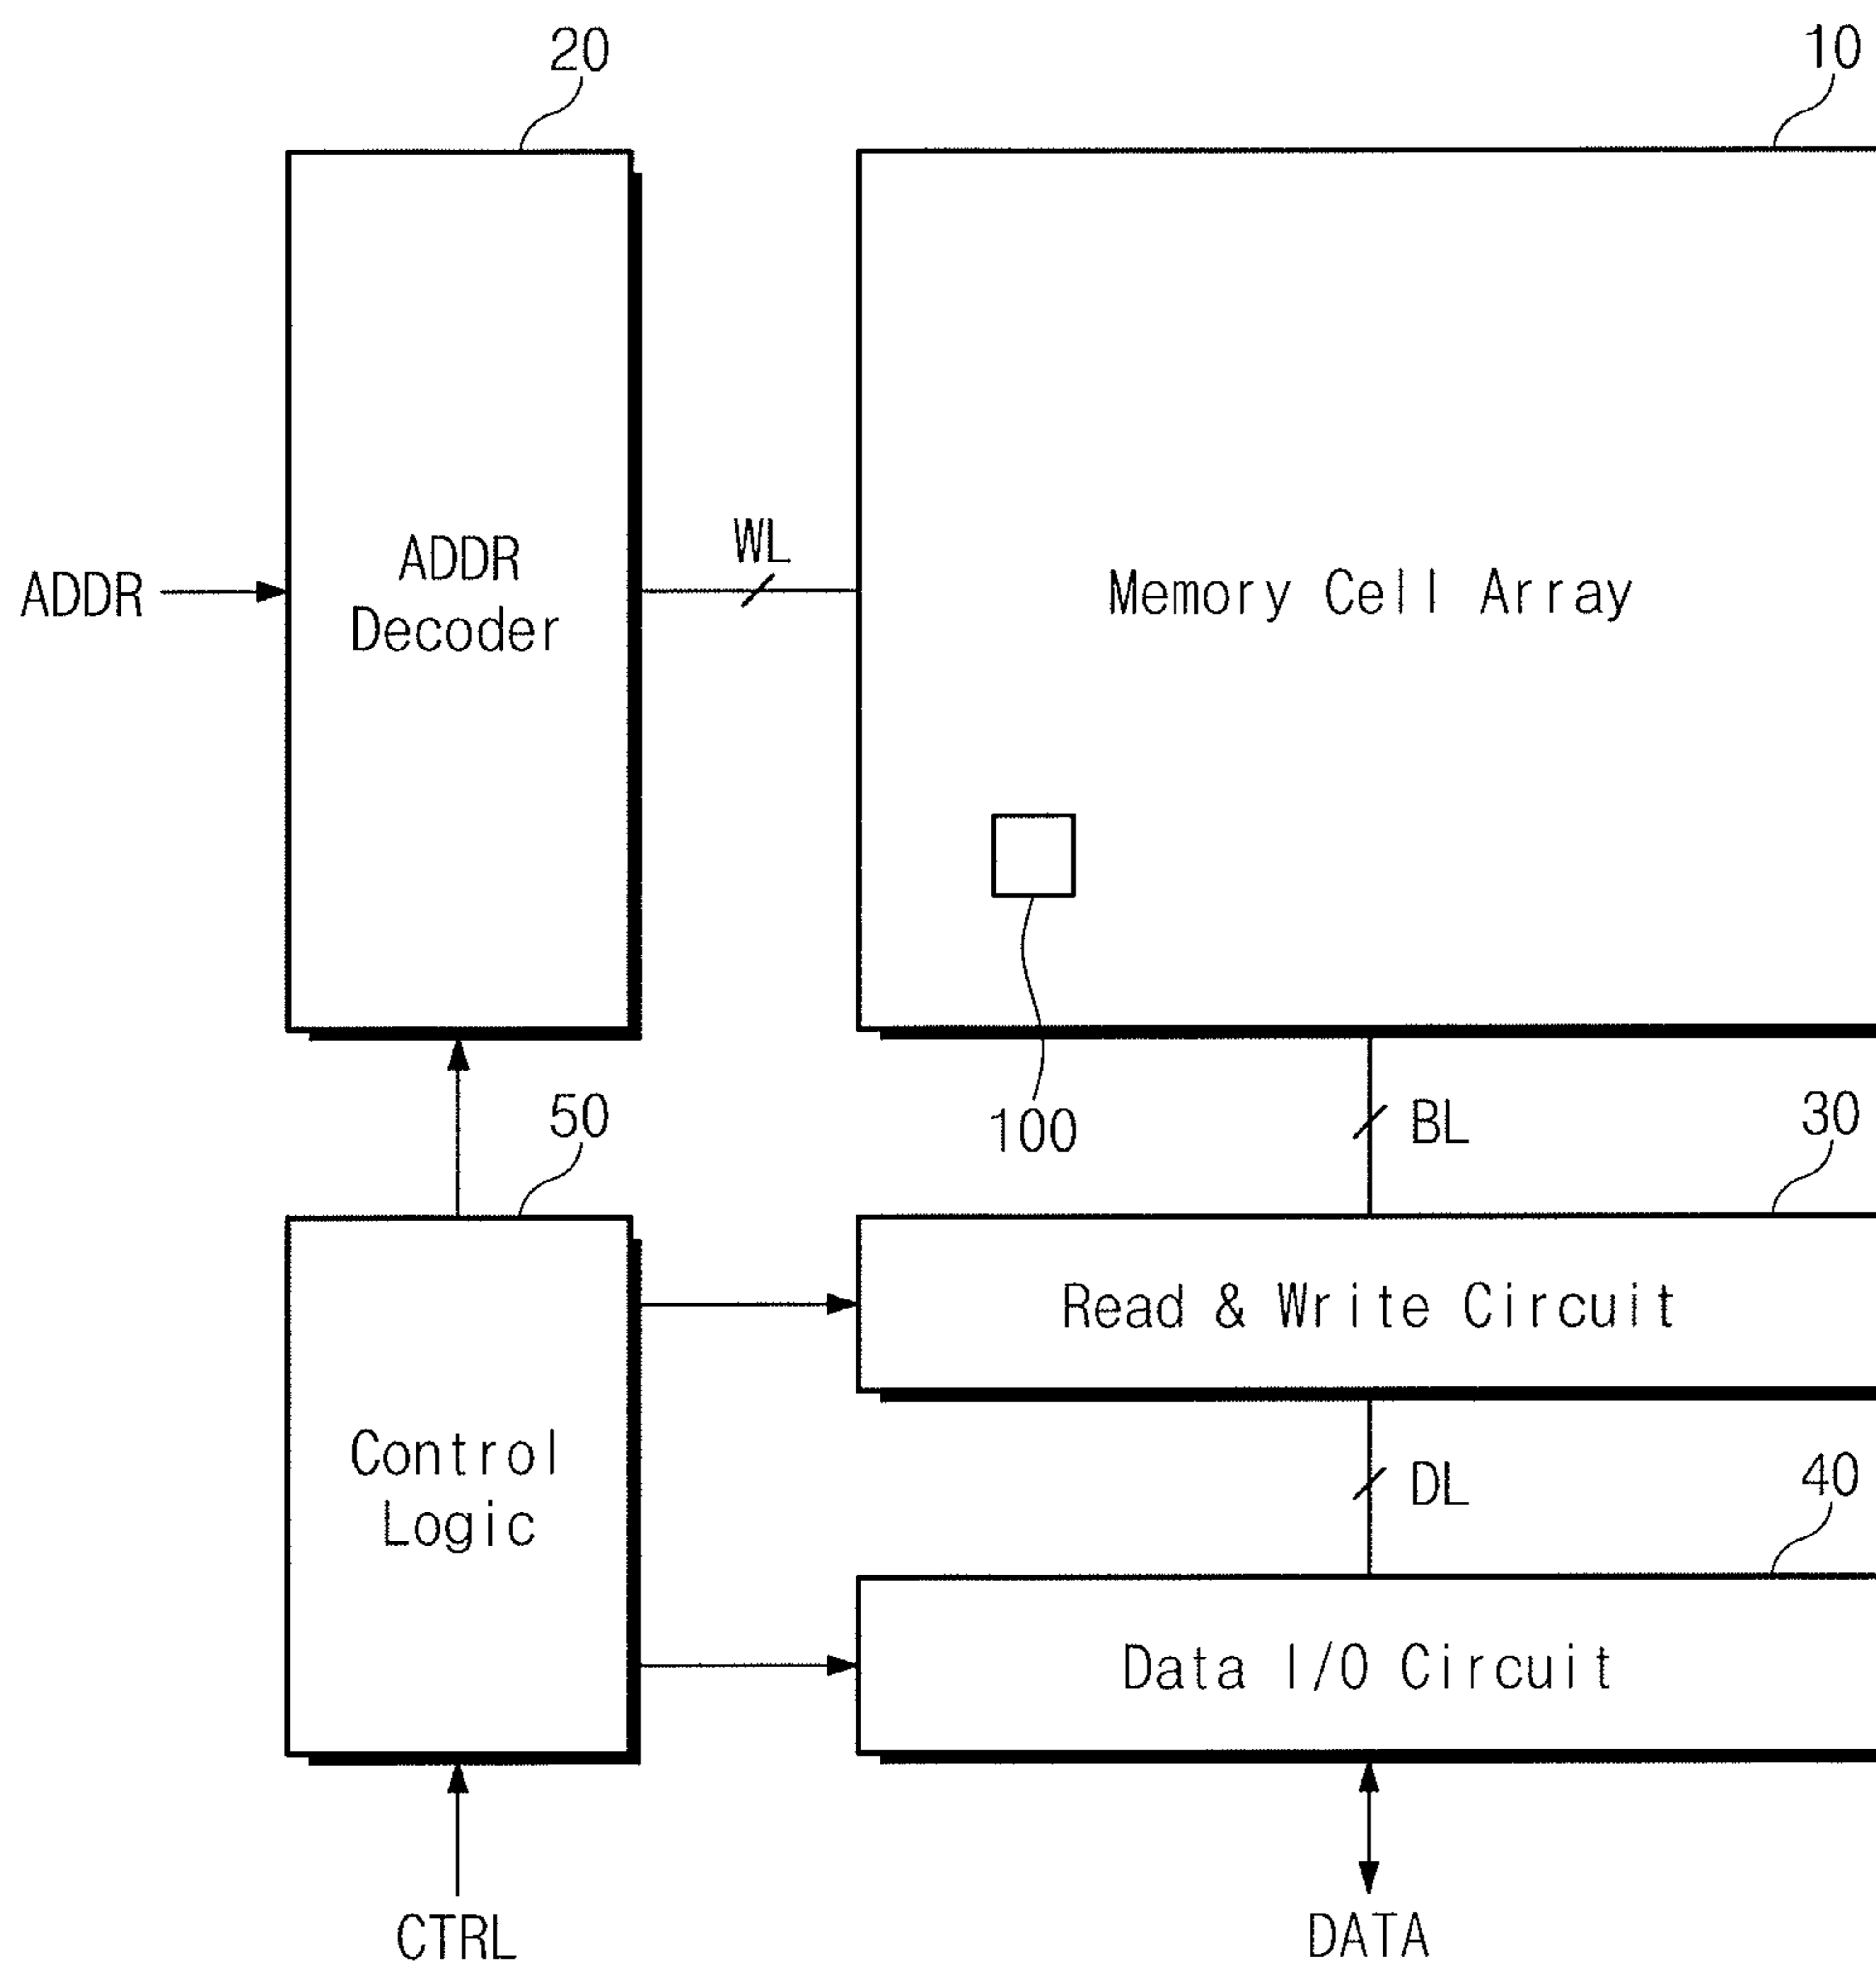 20
10
ADDR
ADDR
Decoder
WL
Memory Cell Array
100
BL
50
30
Read & Write Circuit
Control
Logic
DL
40
Data I/O Circuit
CTRL
DATA